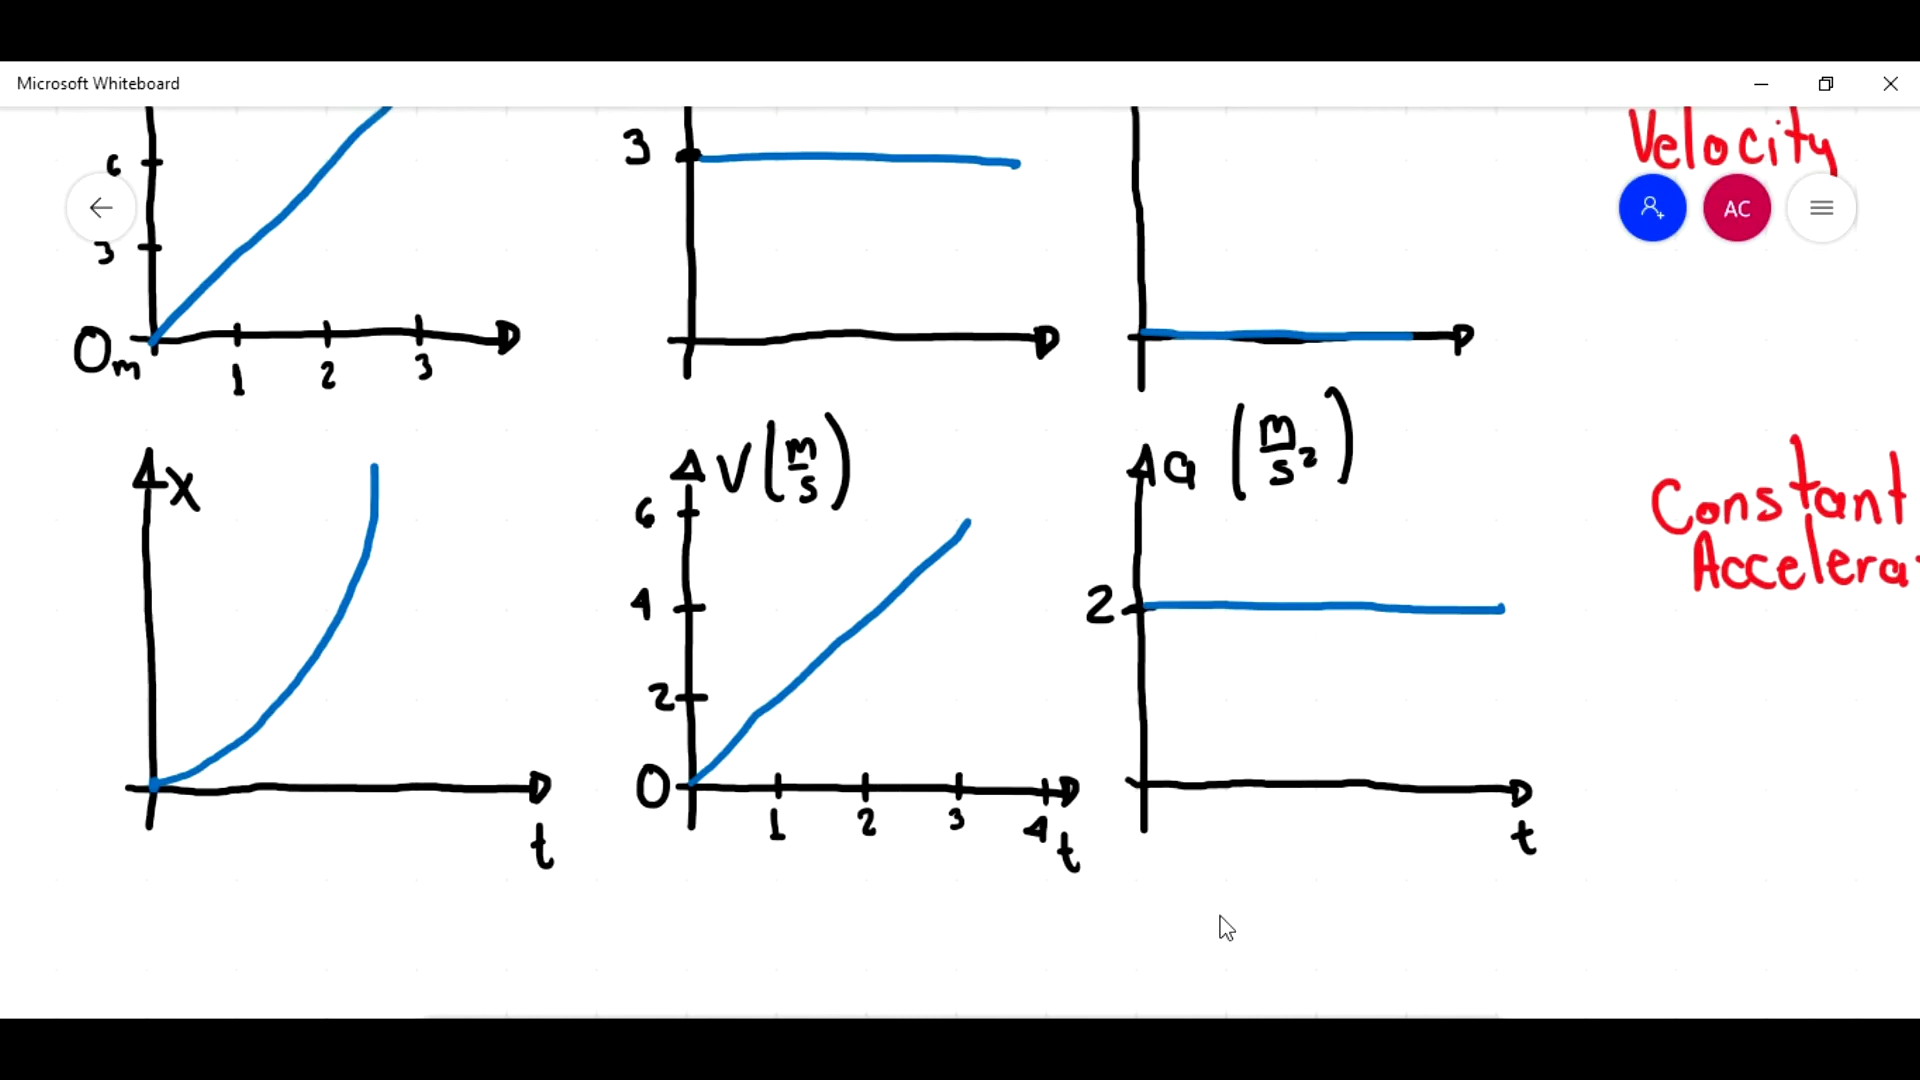 Microsoft Whiteboard
Velocity
6
3
3
AC
0m
1 2 3
X
V (m/s)
a (m/s²)
Constant
Accelera
6
4
2
2
0
1 2 3 4
t
t
t